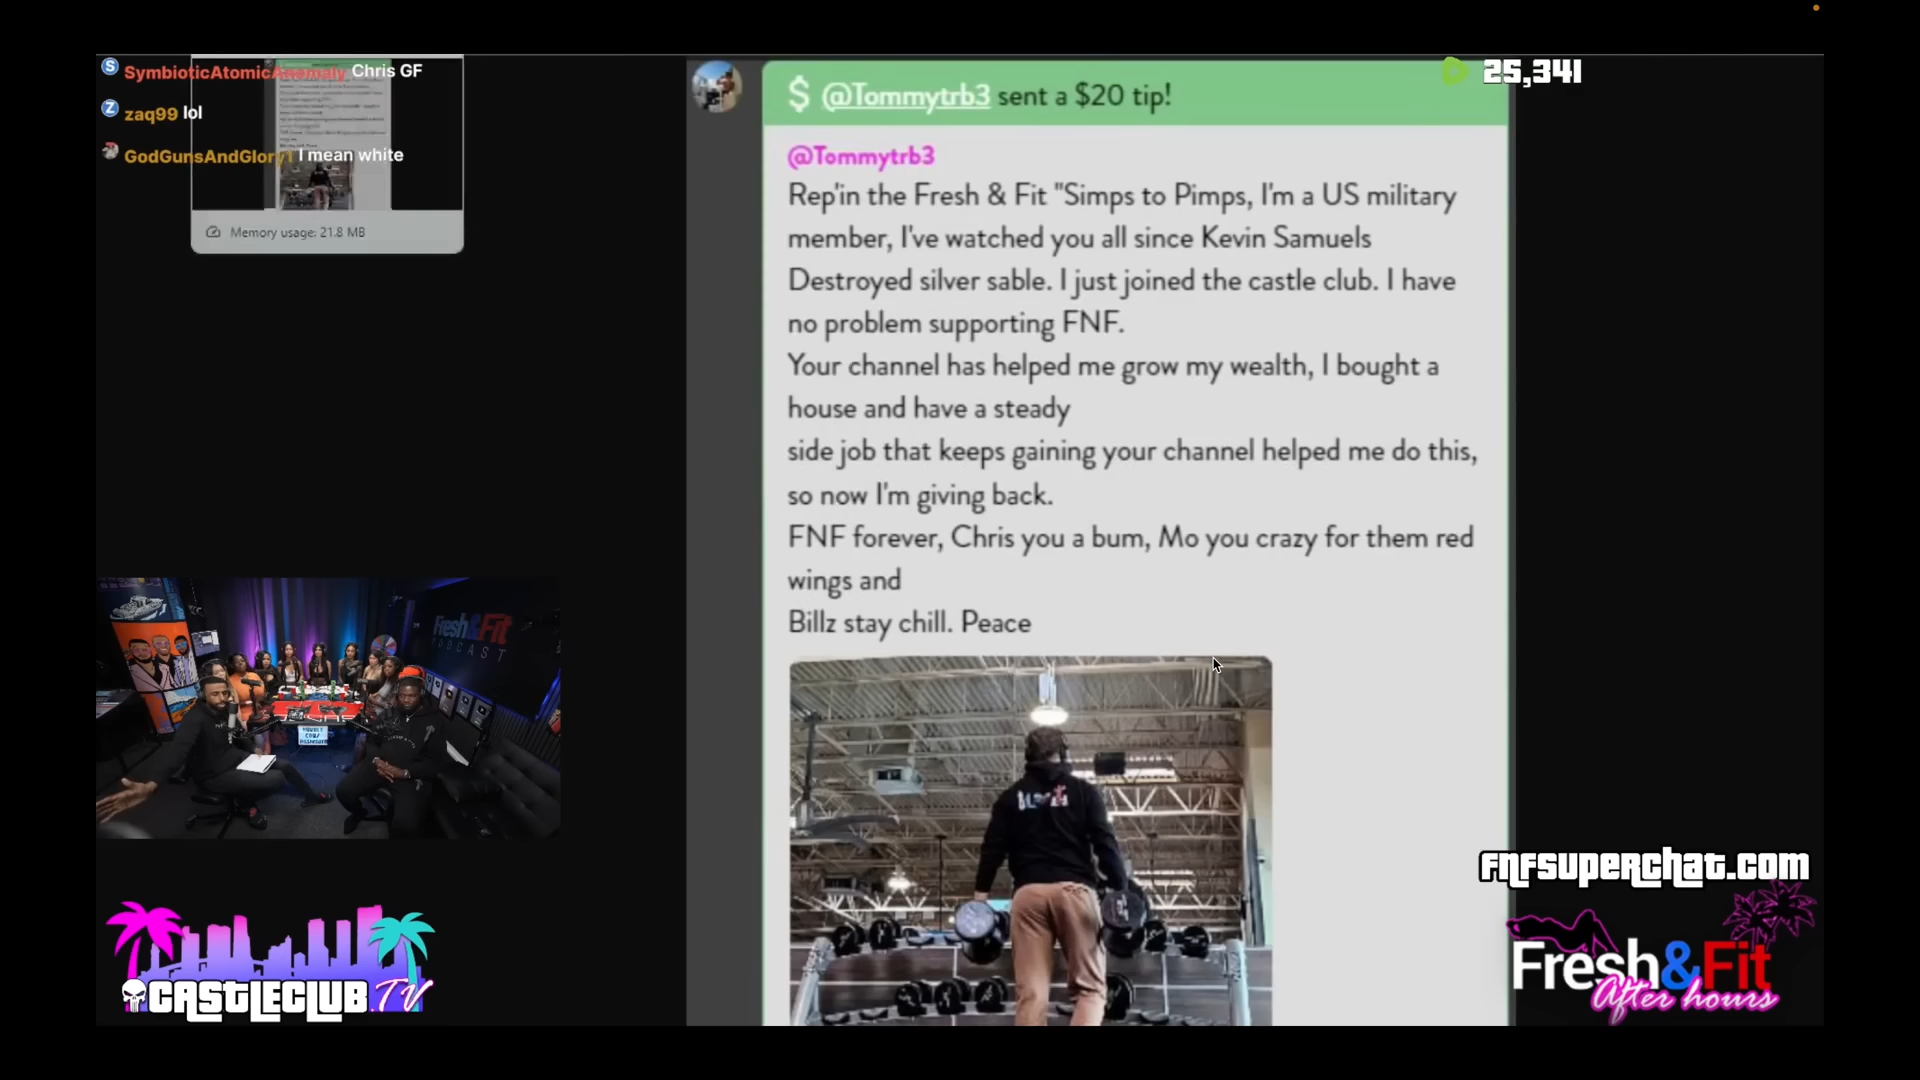 SymbioticAtomicAnomaly Chris GF
zaq99 lol
GodGunsAndGlory1 I mean white
Memory usage: 21.8 MB
$ @Tommytrb3 sent a $20 tip!
@Tommytrb3
Rep'in the Fresh & Fit "Simps to Pimps, I'm a US military
member, I've watched you all since Kevin Samuels
Destroyed silver sable. I just joined the castle club. I have
no problem supporting FNF.
Your channel has helped me grow my wealth, I bought a
house and have a steady
side job that keeps gaining your channel helped me do this,
so now I'm giving back.
FNF forever, Chris you a bum, Mo you crazy for them red
wings and
Billz stay chill. Peace
25,341
Fresh&Fit
PODCAST
CASTLECLUB.TV
FNFSUPERCHAT.COM
Fresh&Fit
After hours